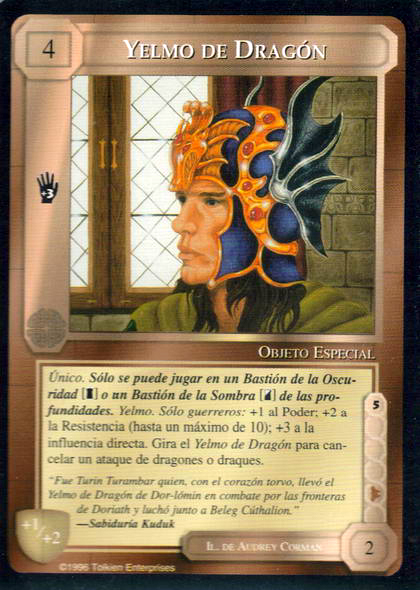 4
YELMO DE DRAGÓN
+3
OBJETO ESPECIAL
Único. Sólo se puede jugar en un Bastión de la Oscu-
ridad [ ] o un Bastión de la Sombra [ ] de las pro-
fundidades. Yelmo. Sólo guerreros: +1 al Poder; +2 a
la Resistencia (hasta un máximo de 10); +3 a la
influencia directa. Gira el Yelmo de Dragón para can-
celar un ataque de dragones o draques.
5
“Fue Turin Turambar quien, con el corazón torvo, llevó el
Yelmo de Dragón de Dor-lómin en combate por las fronteras
de Doriath y luchó junto a Beleg Cúthalion.”
—Sabiduría Kuduk
+1/+2
IL. DE AUDREY CORMAN
2
©1996 Tolkien Enterprises